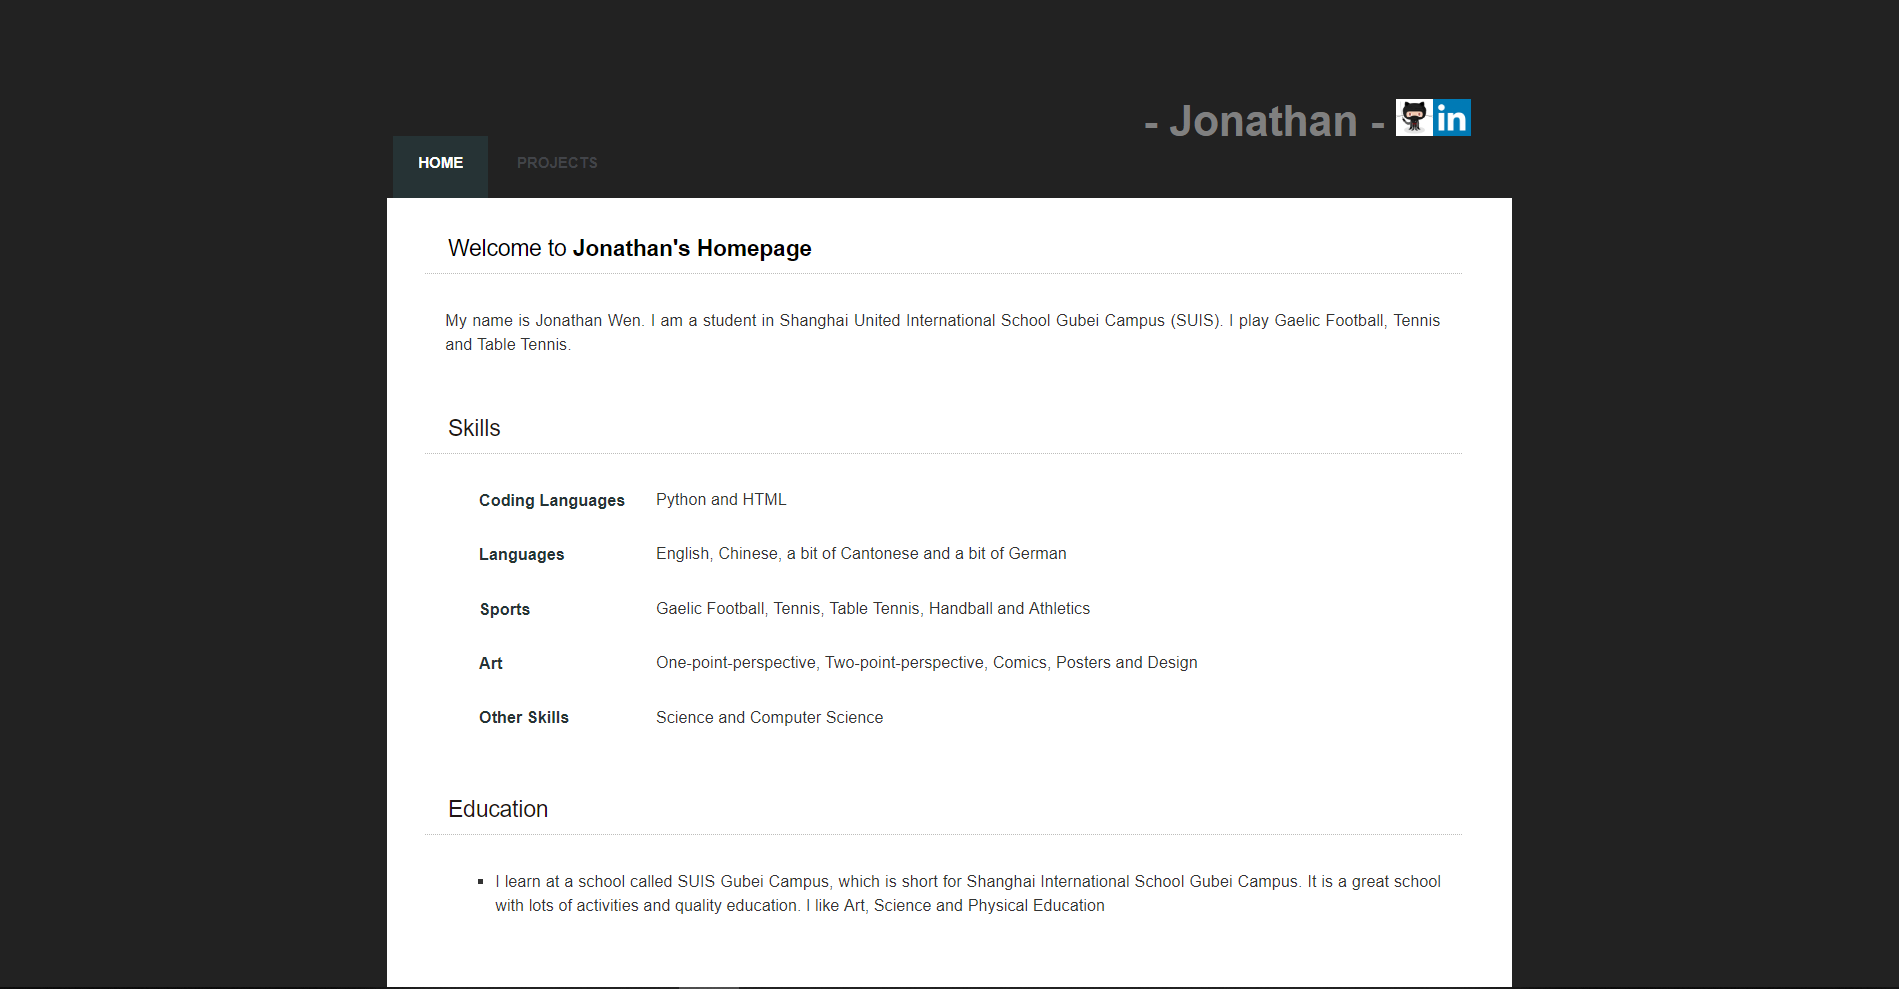 - Jonathan - in
HOME PROJECTS
Welcome to Jonathan's Homepage
My name is Jonathan Wen. I am a student in Shanghai United International School Gubei Campus (SUIS). I play Gaelic Football, Tennis
and Table Tennis.
Skills
Coding Languages Python and HTML
Languages English, Chinese, a bit of Cantonese and a bit of German
Sports Gaelic Football, Tennis, Table Tennis, Handball and Athletics
Art One-point-perspective, Two-point-perspective, Comics, Posters and Design
Other Skills Science and Computer Science
Education
▪ I learn at a school called SUIS Gubei Campus, which is short for Shanghai International School Gubei Campus. It is a great school
with lots of activities and quality education. I like Art, Science and Physical Education